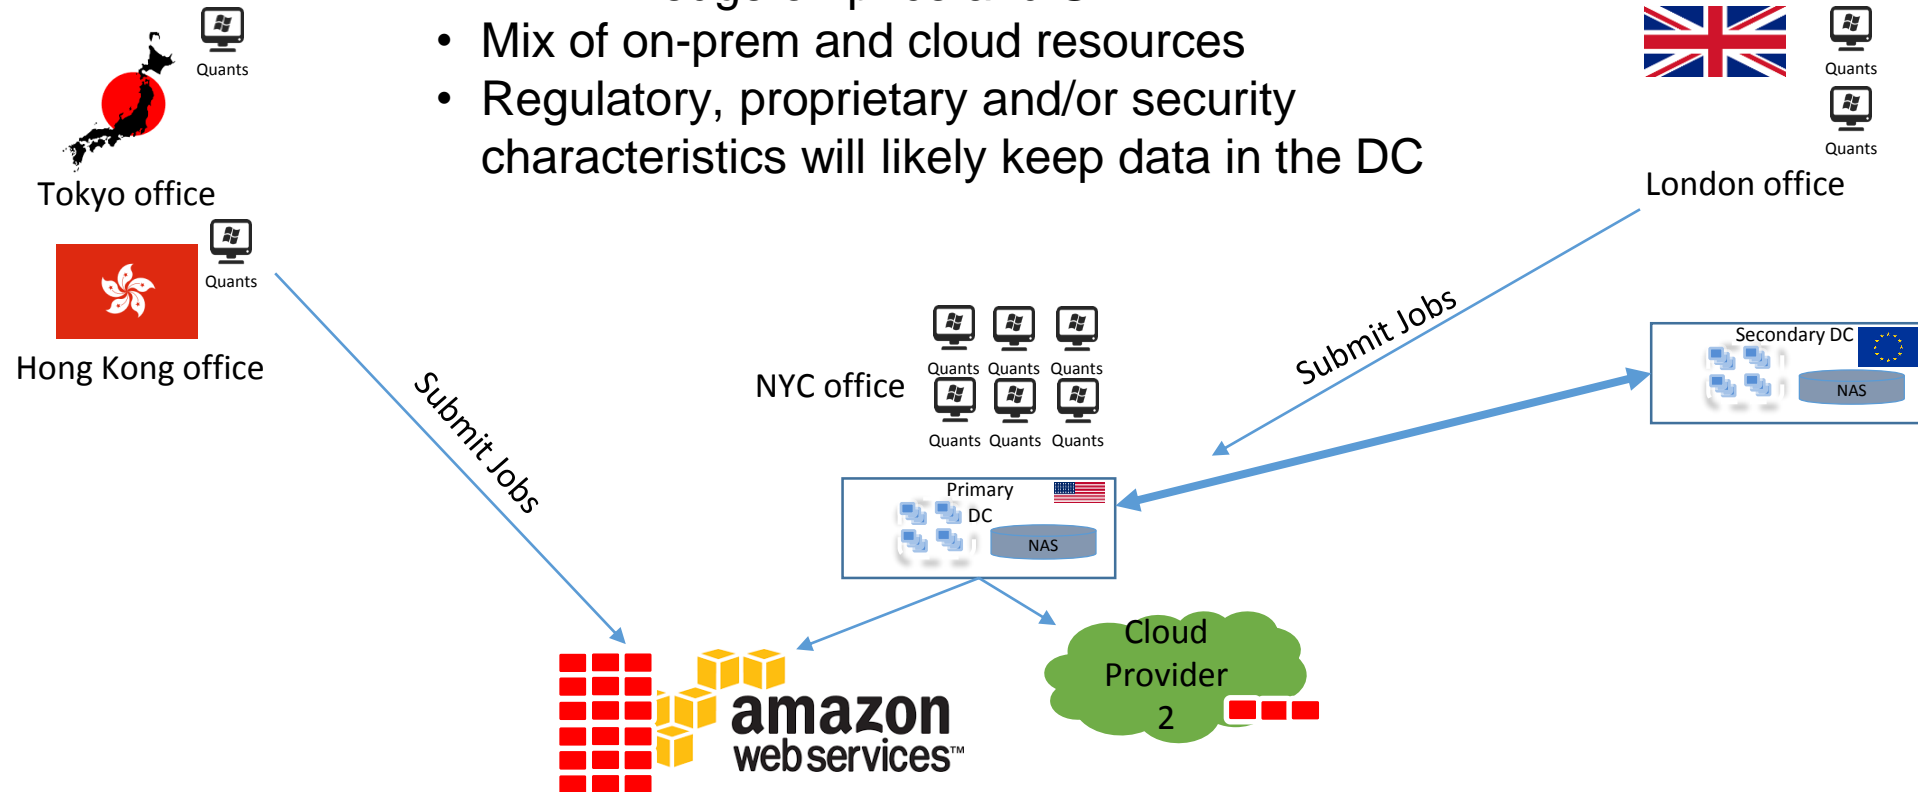 • Mix of on-prem and cloud resources
• Regulatory, proprietary and/or security
characteristics will likely keep data in the DC
Quants
Tokyo office
Quants
Hong Kong office
Quants
Quants
London office
Submit Jobs
Submit Jobs
NYC office
Quants Quants Quants
Quants Quants Quants
Secondary DC
NAS
Primary
DC
NAS
amazon
web services™
Cloud
Provider
2